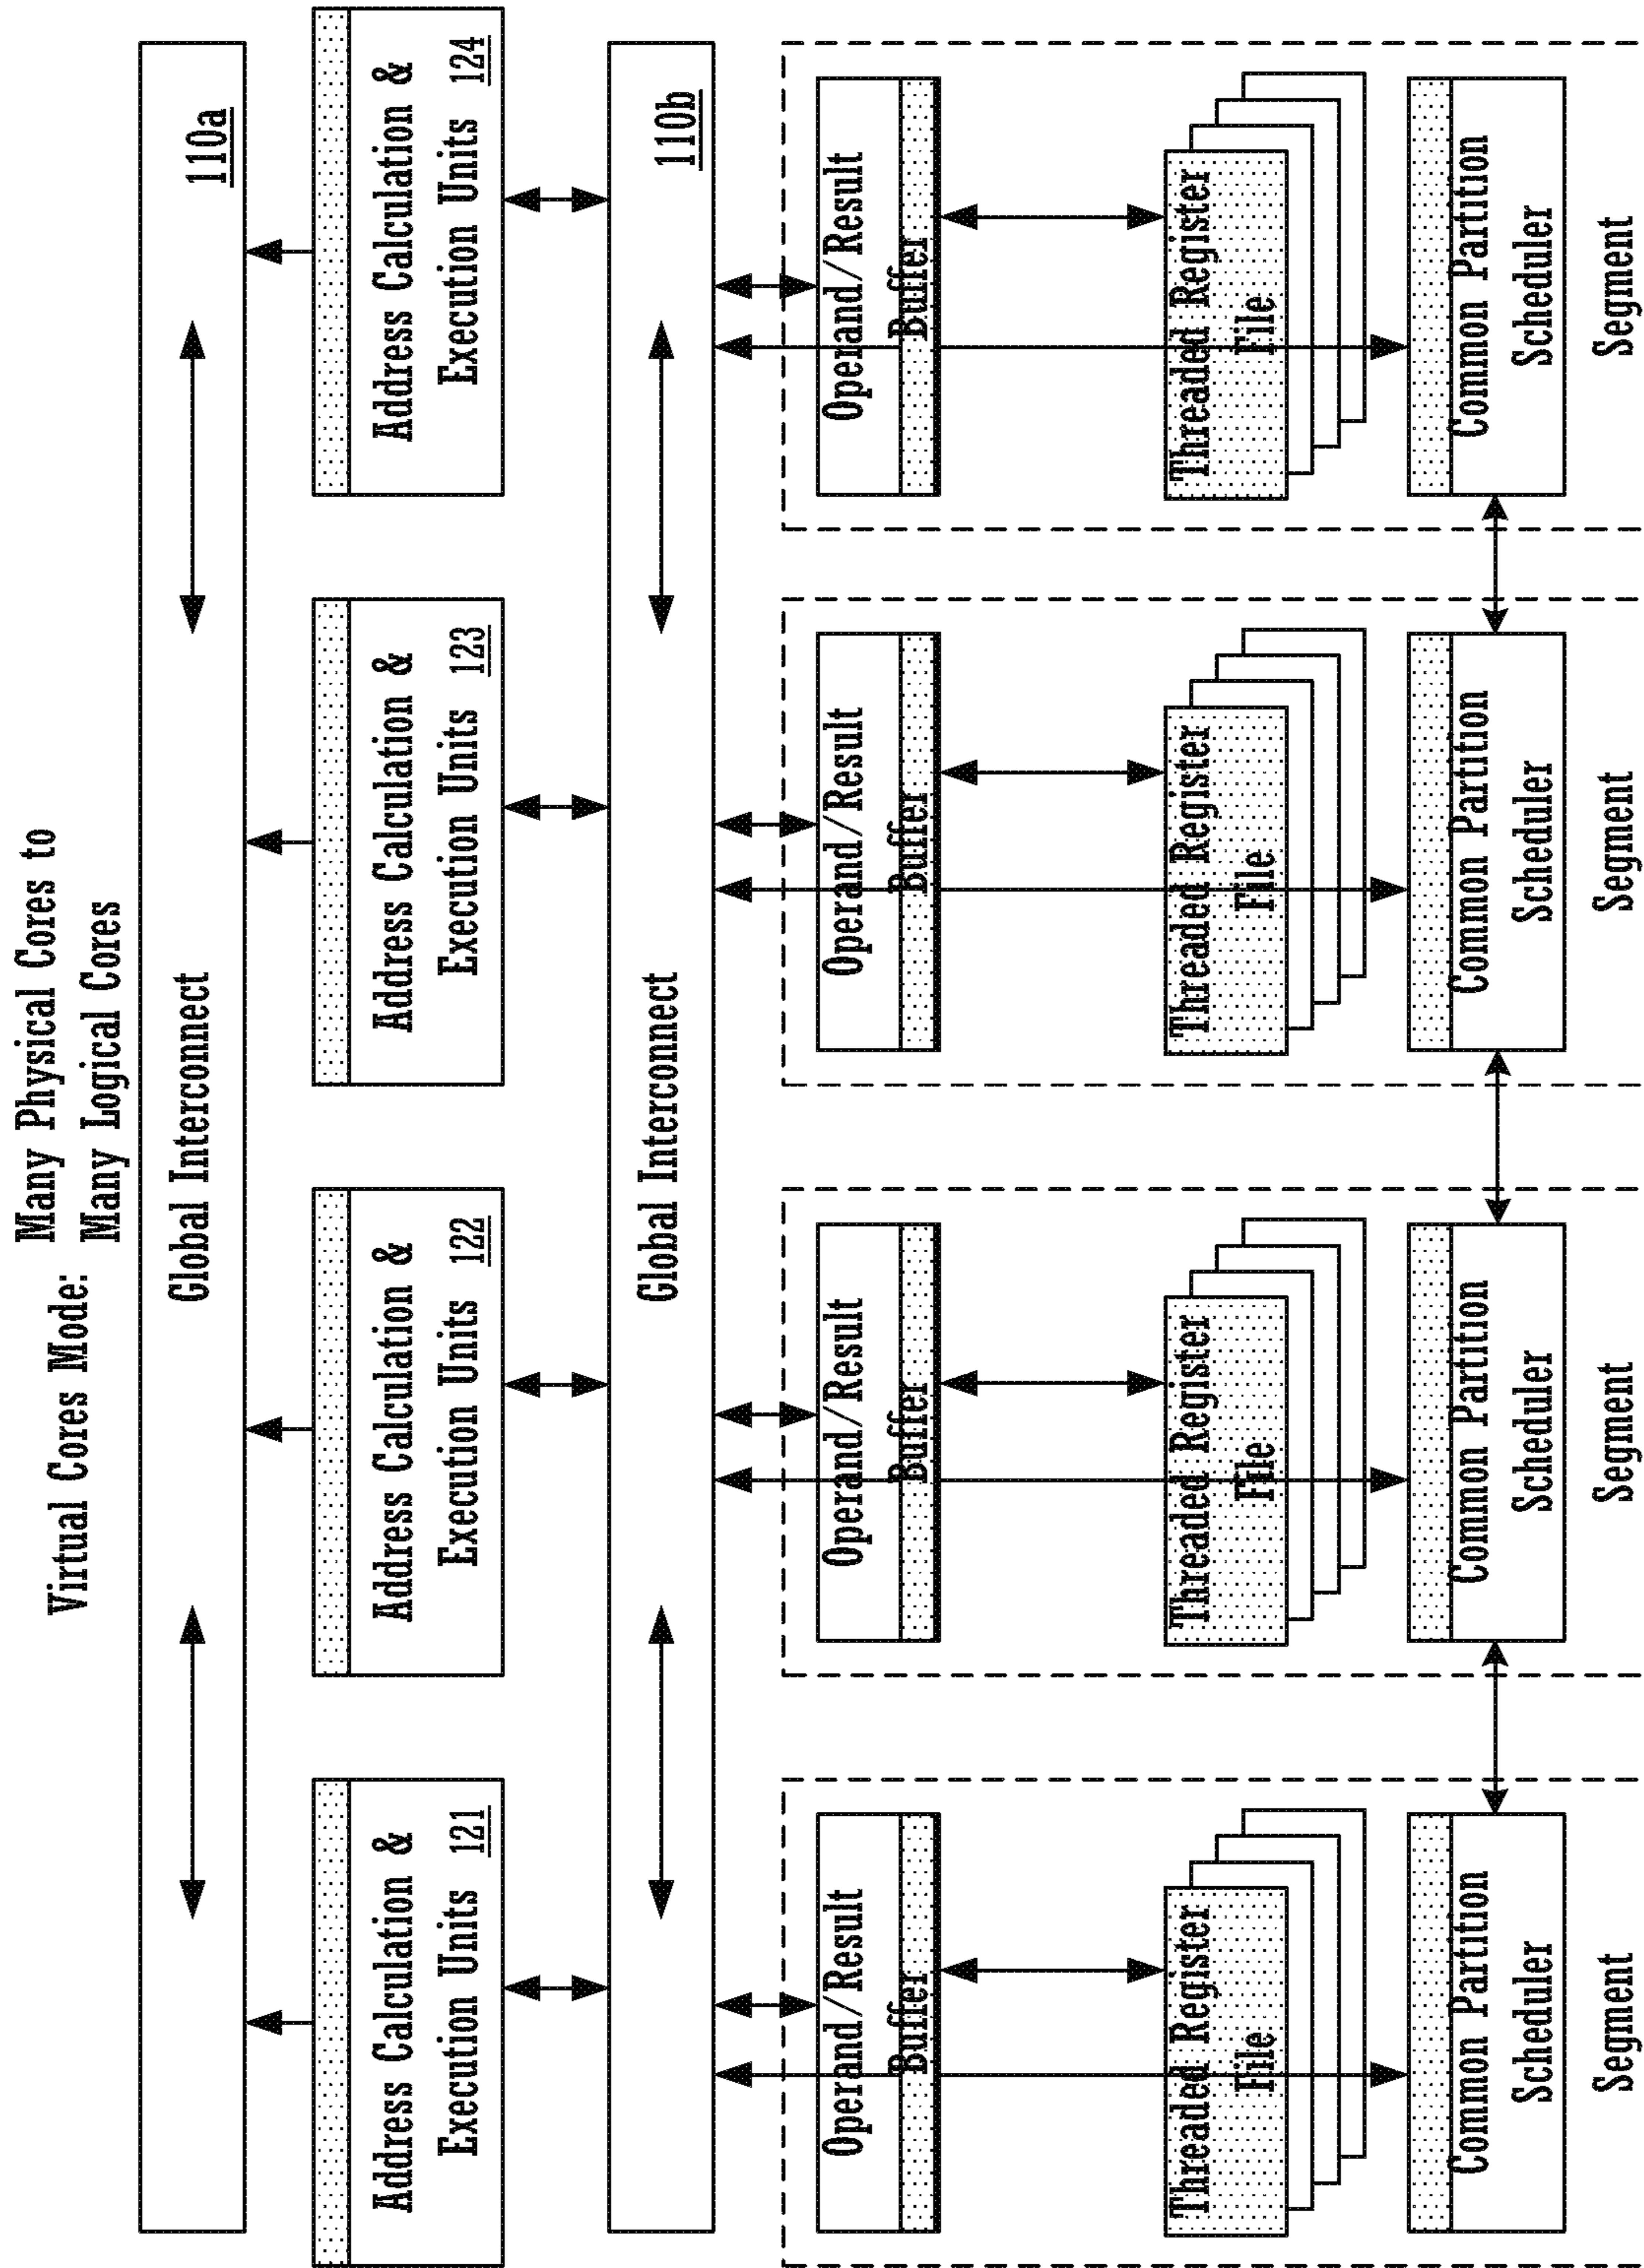 Virtual Cores Mode: Many Physical Cores to
Many Logical Cores
Global Interconnect 110a
Address Calculation &
Execution Units 121
Address Calculation &
Execution Units 122
Address Calculation &
Execution Units 123
Address Calculation &
Execution Units 124
Global Interconnect 110b
Operand/Result
Buffer
Operand/Result
Buffer
Operand/Result
Buffer
Operand/Result
Buffer
Threaded Register
File
Threaded Register
File
Threaded Register
File
Threaded Register
File
Common Partition
Scheduler
Common Partition
Scheduler
Common Partition
Scheduler
Common Partition
Scheduler
Segment
Segment
Segment
Segment